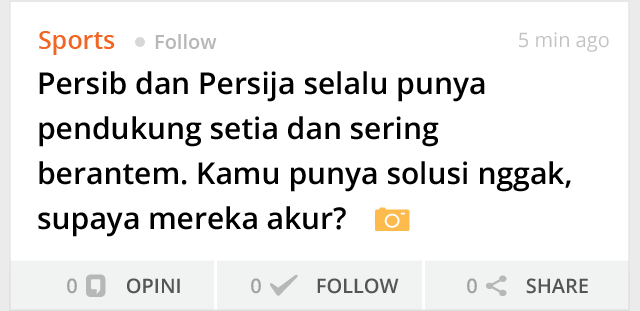 Sports Follow 5 min ago
Persib dan Persija selalu punya
pendukung setia dan sering
berantem. Kamu punya solusi nggak,
supaya mereka akur?
0 OPINI 0 FOLLOW 0 SHARE